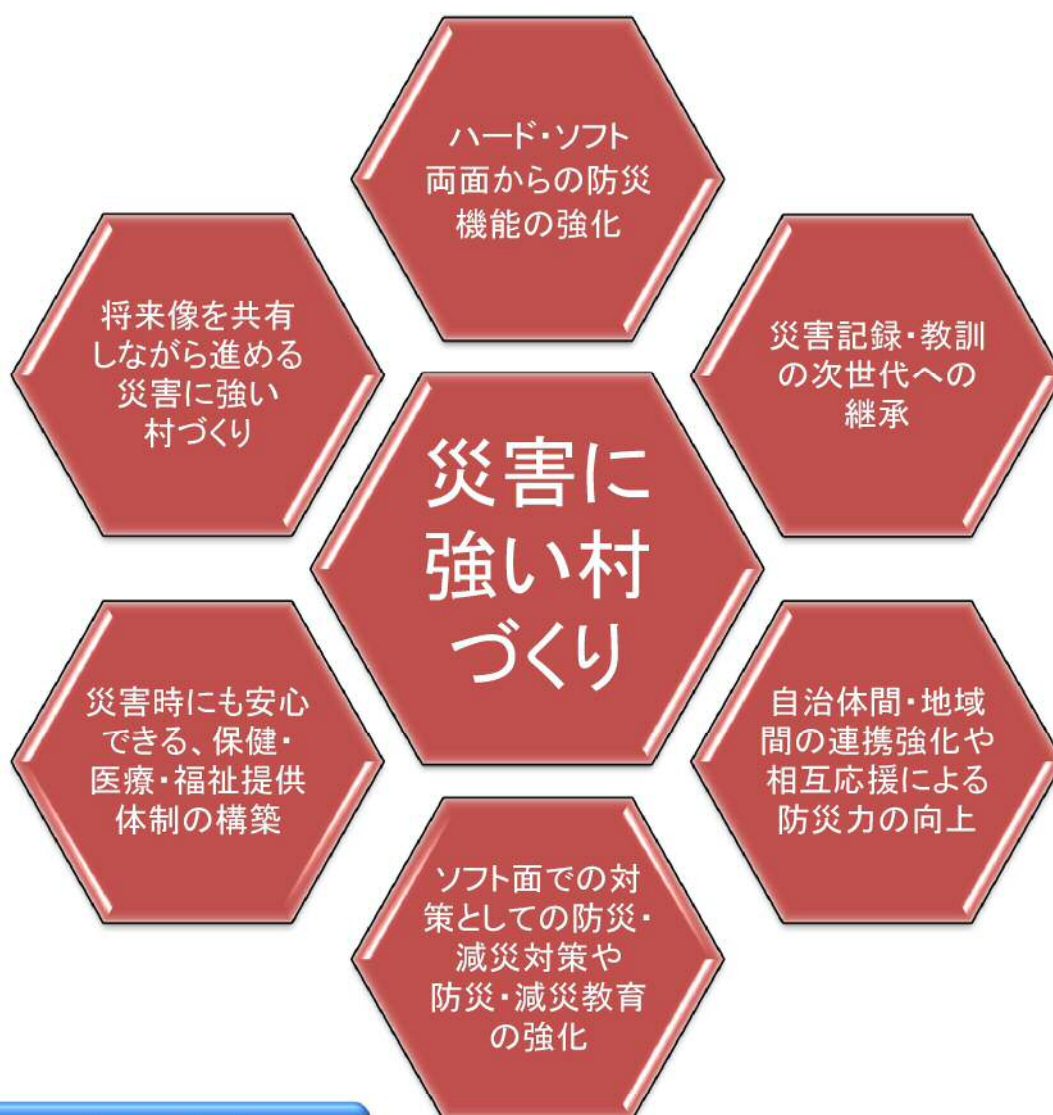 ハード・ソフト
両面からの防災
機能の強化
将来像を共有
しながら進める
災害に強い
村づくり
災害記録・教訓
の次世代への
継承
災害に
強い村
づくり
災害時にも安心
できる、保健・
医療・福祉提供
体制の構築
自治体間・地域
間の連携強化や
相互応援による
防災力の向上
ソフト面での対
策としての防災・
減災対策や
防災・減災教育
の強化